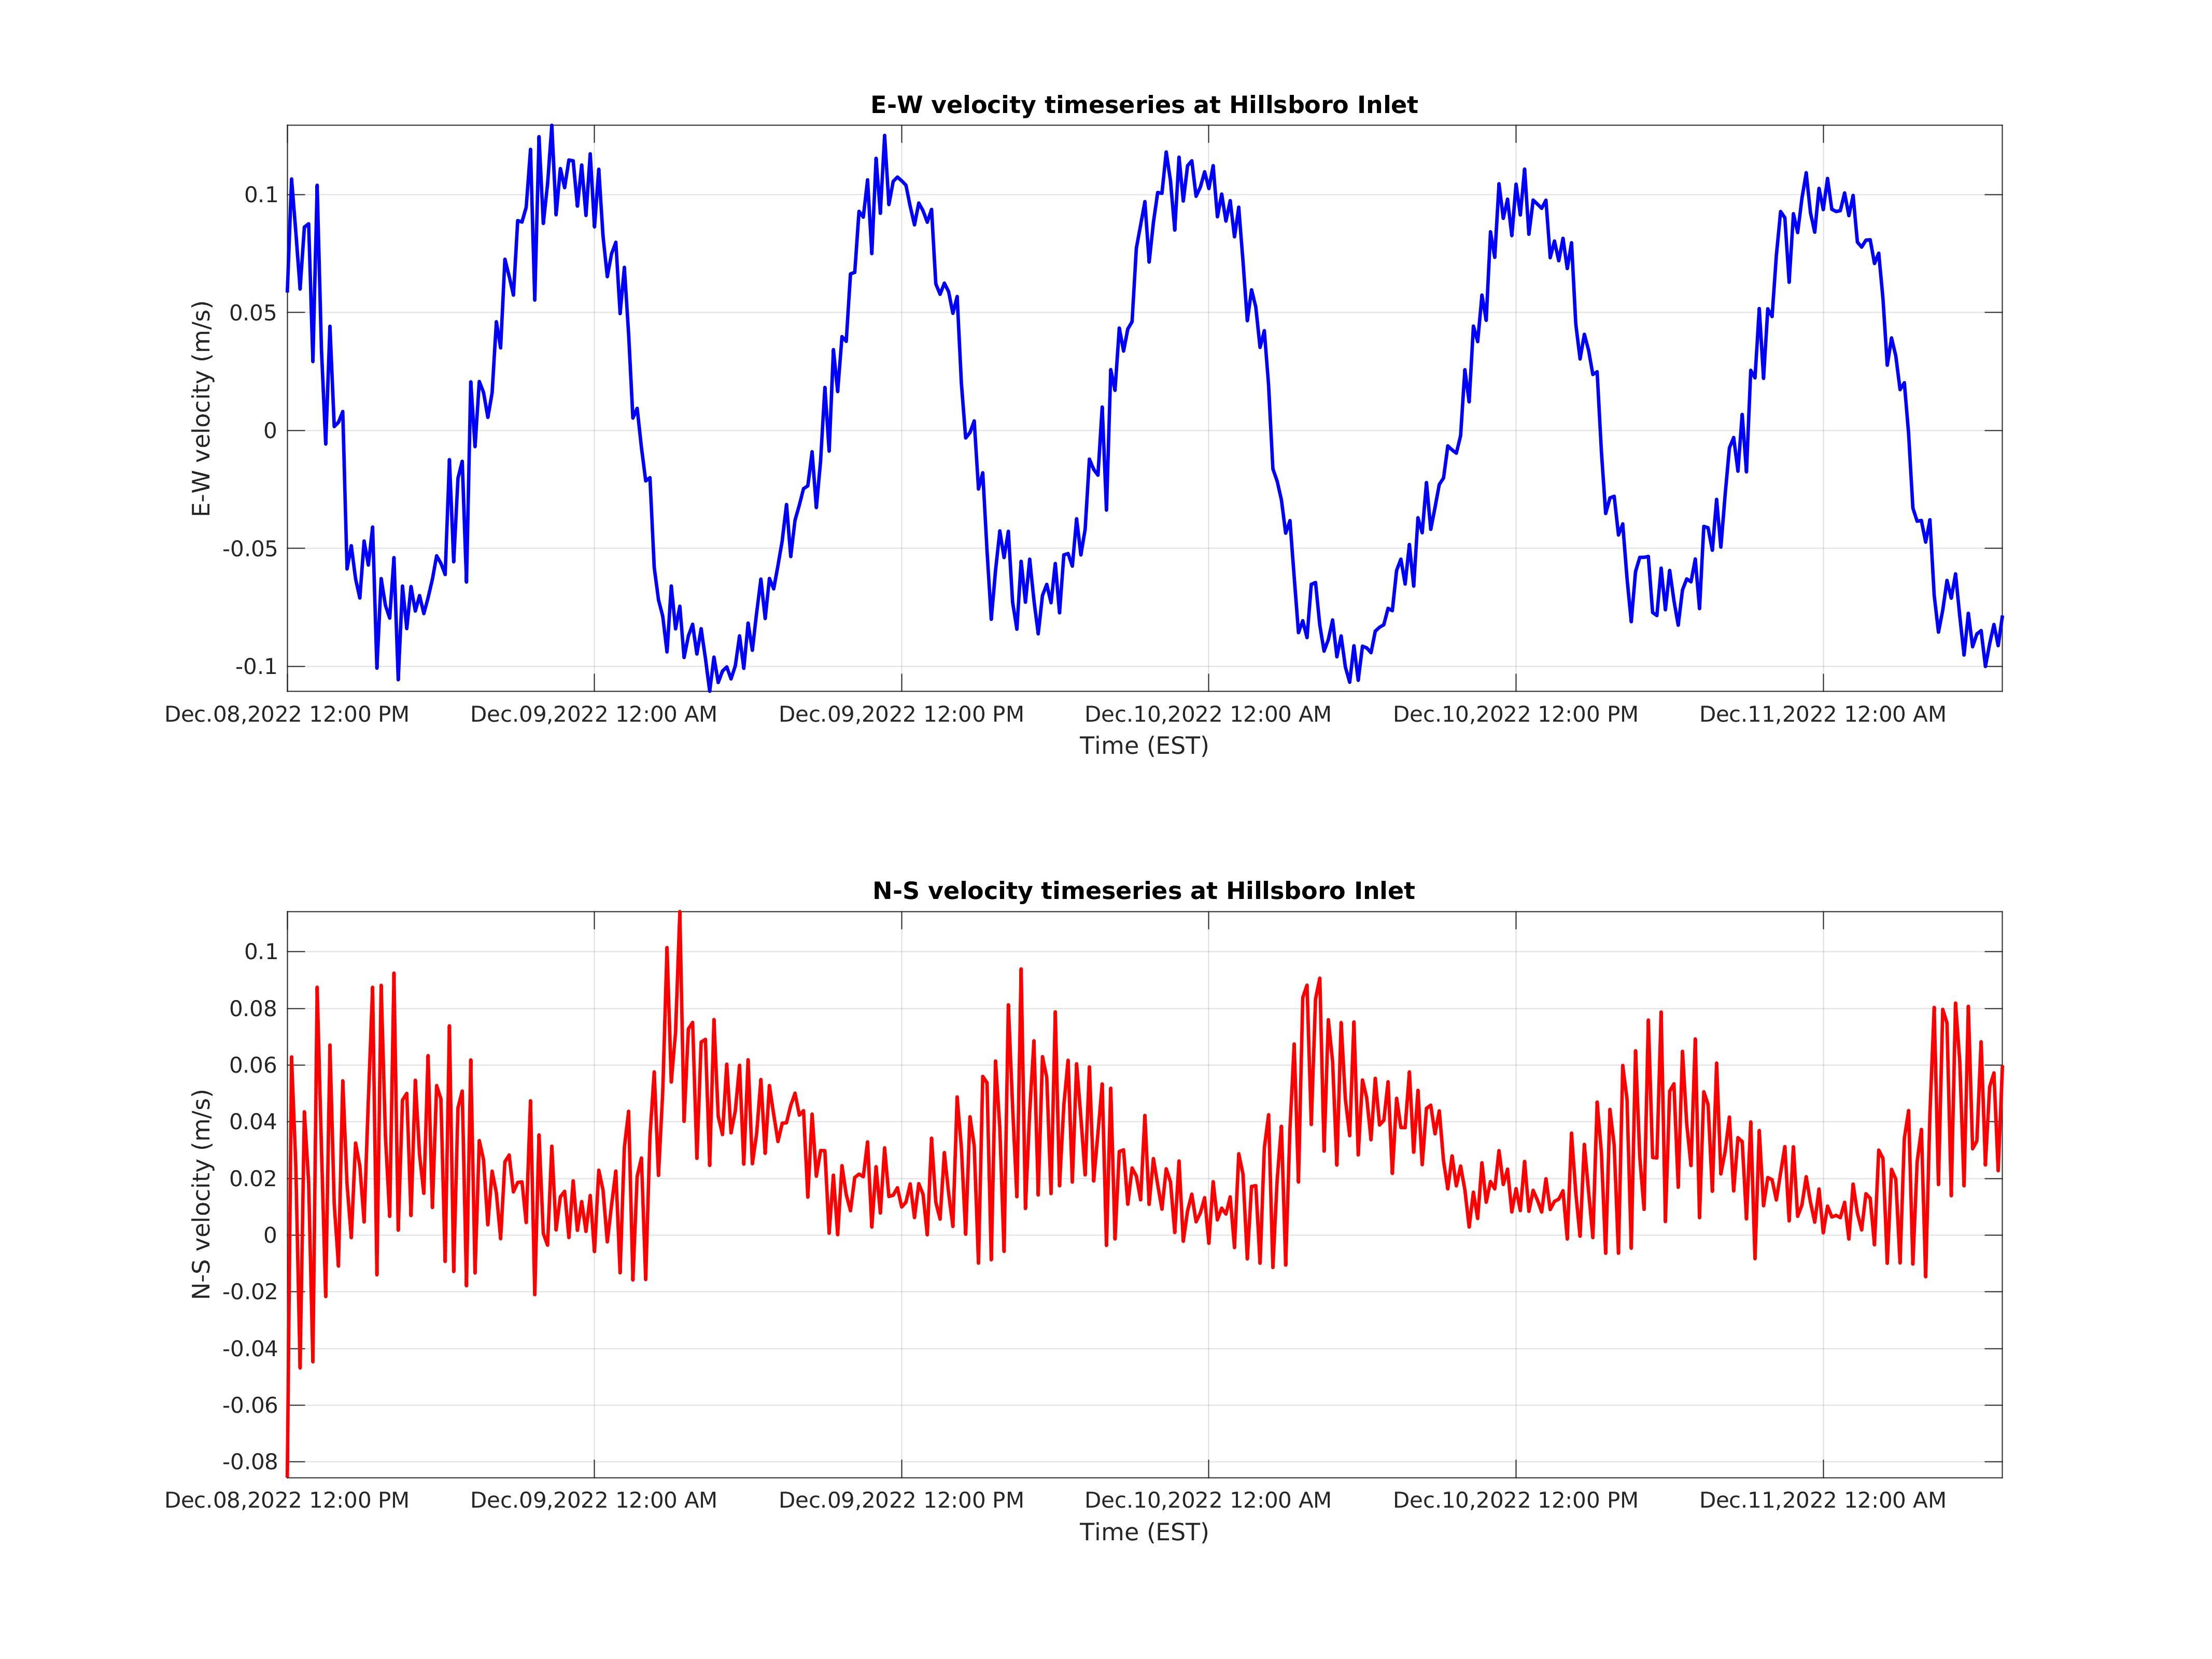 E-W velocity timeseries at Hillsboro Inlet
0.1
0.05
0
-0.05
-0.1
E-W velocity (m/s)
Dec.08,2022 12:00 PM Dec.09,2022 12:00 AM Dec.09,2022 12:00 PM Dec.10,2022 12:00 AM Dec.10,2022 12:00 PM Dec.11,2022 12:00 AM
Time (EST)
N-S velocity timeseries at Hillsboro Inlet
0.1
0.08
0.06
0.04
0.02
0
-0.02
-0.04
-0.06
-0.08
N-S velocity (m/s)
Dec.08,2022 12:00 PM Dec.09,2022 12:00 AM Dec.09,2022 12:00 PM Dec.10,2022 12:00 AM Dec.10,2022 12:00 PM Dec.11,2022 12:00 AM
Time (EST)